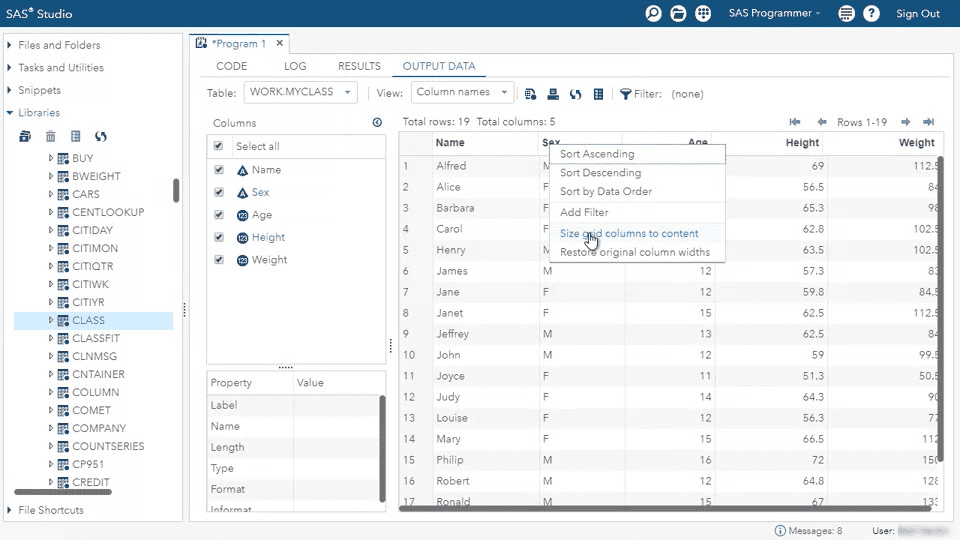 SAS® Studio
SAS Programmer
Sign Out
Files and Folders
Tasks and Utilities
Snippets
Libraries
BUY
BWEIGHT
CARS
CENTLOOKUP
CITIDAY
CITIMON
CITIQTR
CITIWK
CITIYR
CLASS
CLASSFIT
CLNMSG
CNTAINER
COLUMN
COMET
COMPANY
COUNTSERIES
CP951
CREDIT
File Shortcuts
*Program 1
CODE LOG RESULTS OUTPUT DATA
Table: WORK.MYCLASS View: Column names Filter: (none)
Columns
Select all
Name
Sex
Age
Height
Weight
Property Value
Label
Name
Length
Type
Format
Informat
Total rows: 19 Total columns: 5 Rows 1-19
Name Sex Age Height Weight
1 Alfred M 69 112.5
2 Alice F 56.5 84
3 Barbara F 65.3 98
4 Carol F 62.8 102.5
5 Henry M 63.5 102.5
6 James M 12 57.3 83
7 Jane F 12 59.8 84.5
8 Janet F 15 62.5 112.5
9 Jeffrey M 13 62.5 84
10 John M 12 59 99.5
11 Joyce F 11 51.3 50.5
12 Judy F 14 64.3 90
13 Louise F 12 56.3 77
14 Mary F 15 66.5 112
15 Philip M 16 72 150
16 Robert M 12 64.8 128
17 Ronald M 15 67 133
Sort Ascending
Sort Descending
Sort by Data Order
Add Filter
Size grid columns to content
Restore original column widths
Messages: 8 User: